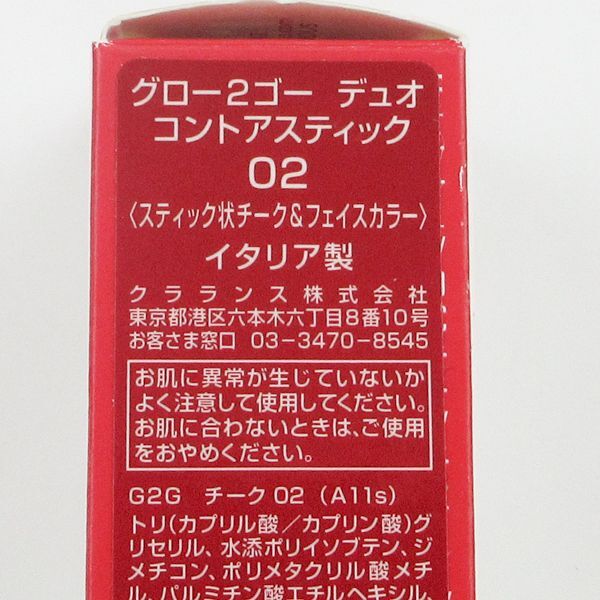 グロー2ゴー デュオ
コントアスティック
02
〈スティック状チーク&フェイスカラー〉
イタリア製
クラランス株式会社
東京都港区六本木六丁目8番10号
お客さま窓口 03-3470-8545
お肌に異常が生じていないか
よく注意して使用してください。
お肌に合わないときは、ご使用
をおやめください。
G2G チーク02（A11s）
トリ(カプリル酸／カプリン酸)グ
リセリル、水添ポリイソブテン、ジ
メチコン、ポリメタクリル酸メチ
ル、パルミチン酸エチルヘキシル、